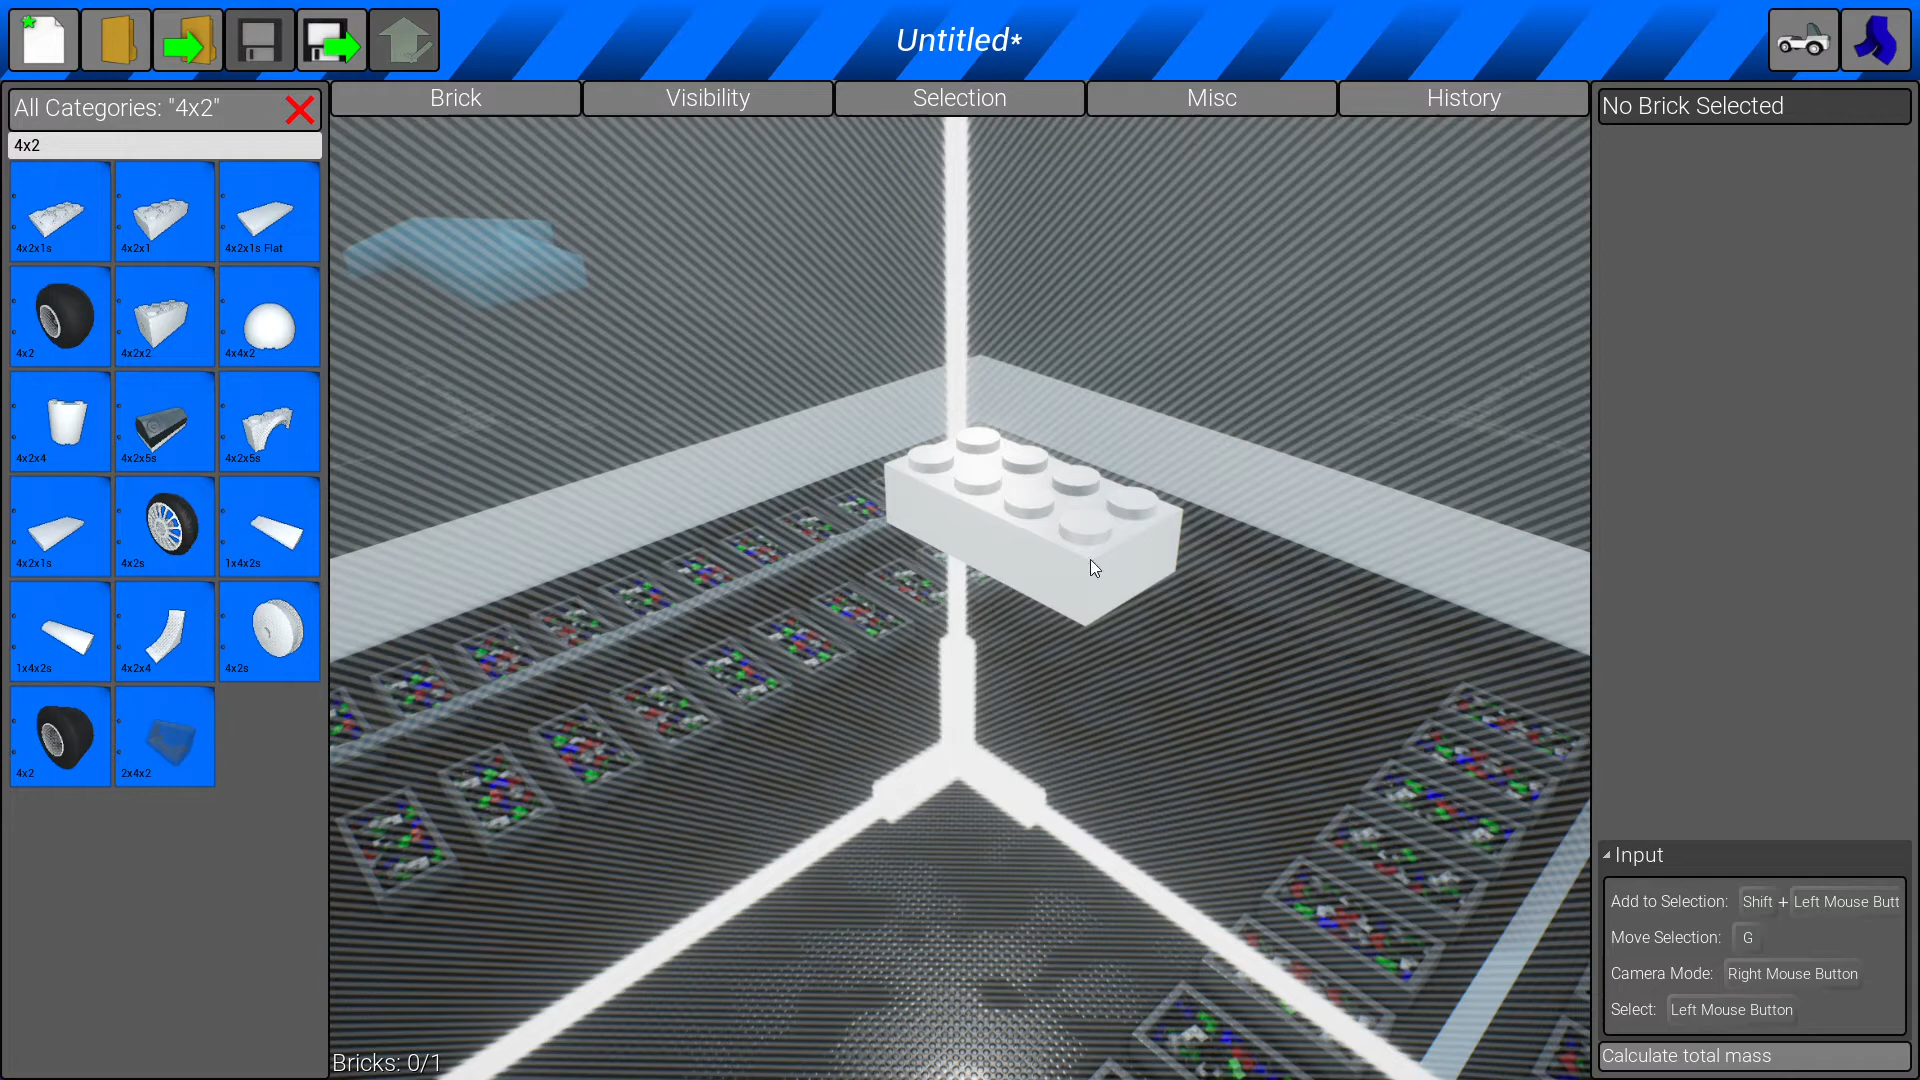 Untitled*
All Categories: "4x2"
4x2
4x2x1s
4x2x1
4x2x1s Flat
4x2
4x2x2
4x4x2
4x2x4
4x2x5s
4x2x5s
4x2x1s
4x2s
1x4x2s
1x4x2s
4x2x4
4x2s
4x2
2x4x2
Brick
Visibility
Selection
Misc
History
Bricks: 0/1
No Brick Selected
Input
Add to Selection: Shift + Left Mouse Butt
Move Selection: G
Camera Mode: Right Mouse Button
Select: Left Mouse Button
Calculate total mass